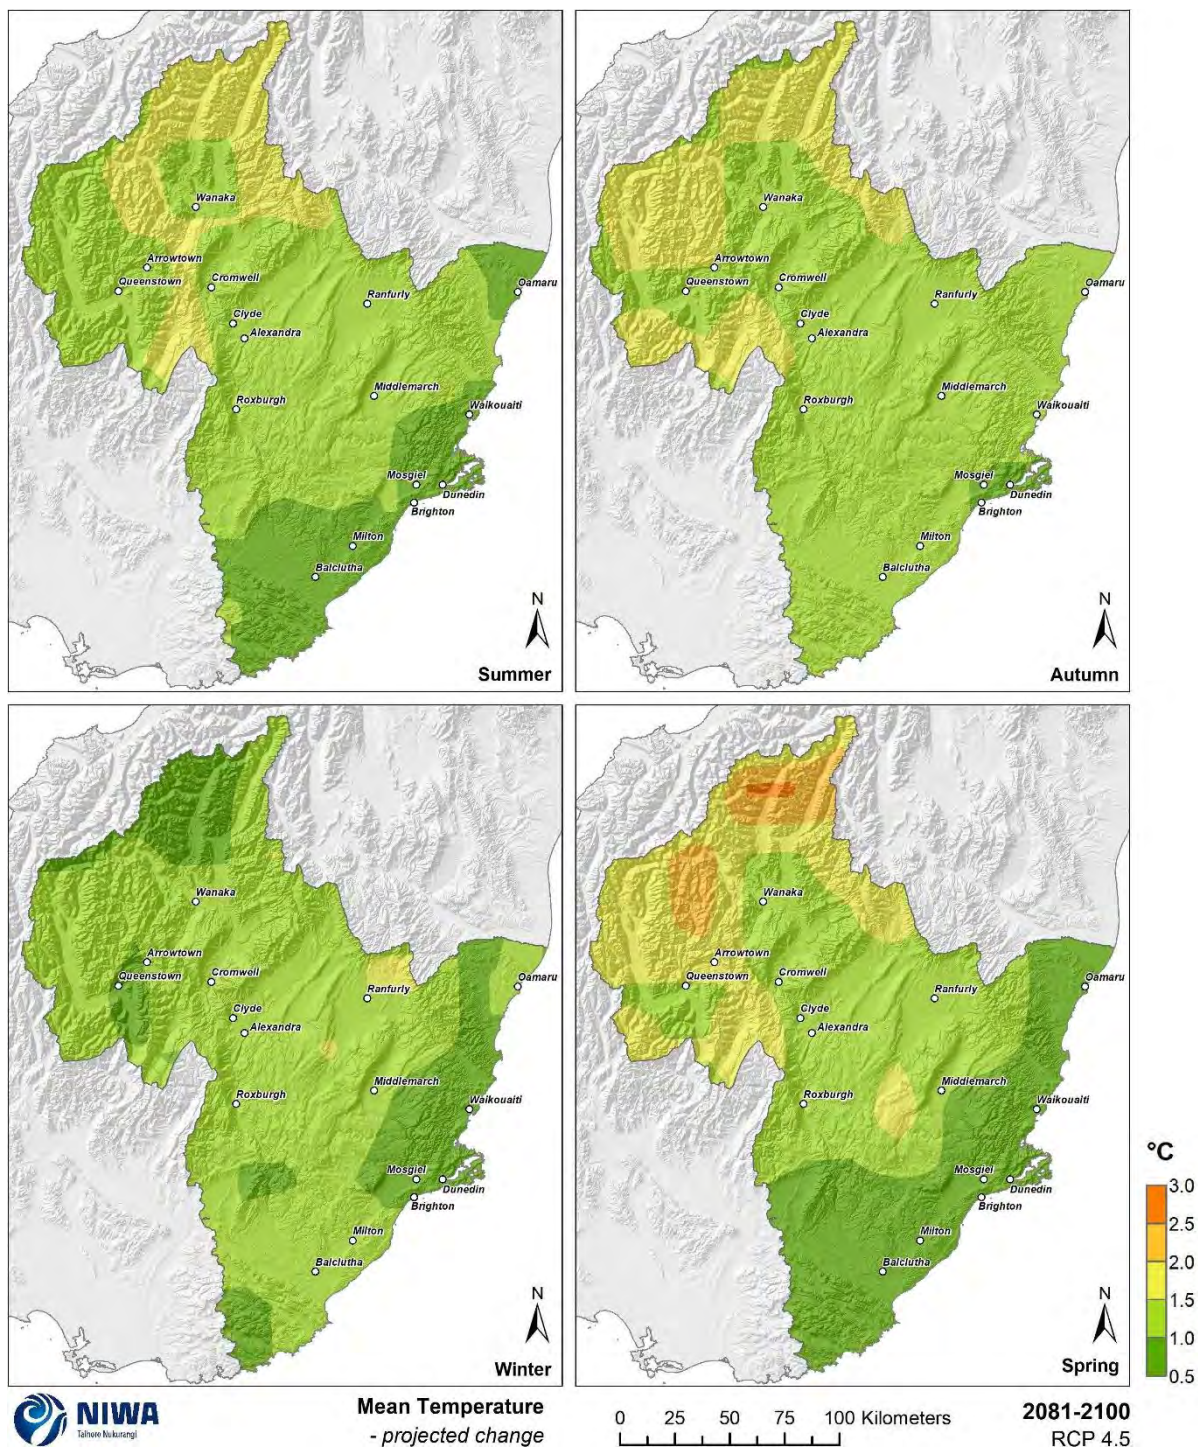 Wanaka
Arrowtown
Queenstown
Cromwell
Oamaru
Ranfurly
Clyde
Alexandra
Middlemarch
Roxburgh
Waikouaiti
Mosgiel
Dunedin
Brighton
Milton
Balclutha
N
Summer
Wanaka
Arrowtown
Queenstown
Cromwell
Oamaru
Ranfurly
Clyde
Alexandra
Middlemarch
Roxburgh
Waikouaiti
Mosgiel
Dunedin
Brighton
Milton
Balclutha
N
Autumn
Wanaka
Arrowtown
Queenstown
Cromwell
Oamaru
Ranfurly
Clyde
Alexandra
Middlemarch
Roxburgh
Waikouaiti
Mosgiel
Dunedin
Brighton
Milton
Balclutha
N
Winter
Wanaka
Arrowtown
Queenstown
Cromwell
Oamaru
Ranfurly
Clyde
Alexandra
Middlemarch
Roxburgh
Waikouaiti
Mosgiel
Dunedin
Brighton
Milton
Balclutha
N
Spring
°C
3.0
2.5
2.0
1.5
1.0
0.5
NIWA
Taihoro Nukurangi
Mean Temperature
- projected change
0 25 50 75 100 Kilometers
2081-2100
RCP 4.5